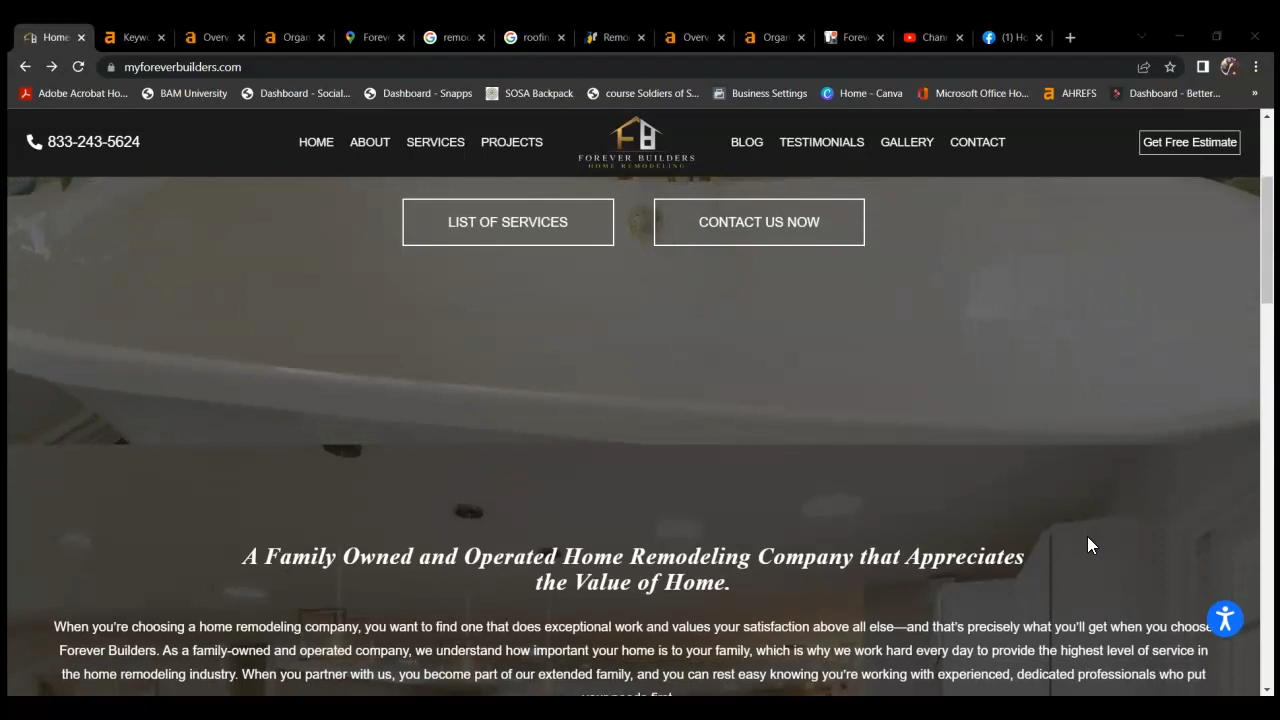 Home
Keywo
Overv
Organ
Forev
remod
roofin
Remo
Overv
Organ
Forev
Chann
(1) Ho
myforeverbuilders.com
Adobe Acrobat Ho...
BAM University
Dashboard - Social...
Dashboard - Snapps
SOSA Backpack
course Soldiers of S...
Business Settings
Home - Canva
Microsoft Office Ho...
AHREFS
Dashboard - Better...
»
833-243-5624
HOME
ABOUT
SERVICES
PROJECTS
FB
FOREVER BUILDERS
HOME REMODELING
BLOG
TESTIMONIALS
GALLERY
CONTACT
Get Free Estimate
LIST OF SERVICES
CONTACT US NOW
A Family Owned and Operated Home Remodeling Company that Appreciates
the Value of Home.
When you're choosing a home remodeling company, you want to find one that does exceptional work and values your satisfaction above all else—and that's precisely what you'll get when you choose
Forever Builders. As a family-owned and operated company, we understand how important your home is to your family, which is why we work hard every day to provide the highest level of service in
the home remodeling industry. When you partner with us, you become part of our extended family, and you can rest easy knowing you're working with experienced, dedicated professionals who put
your needs first